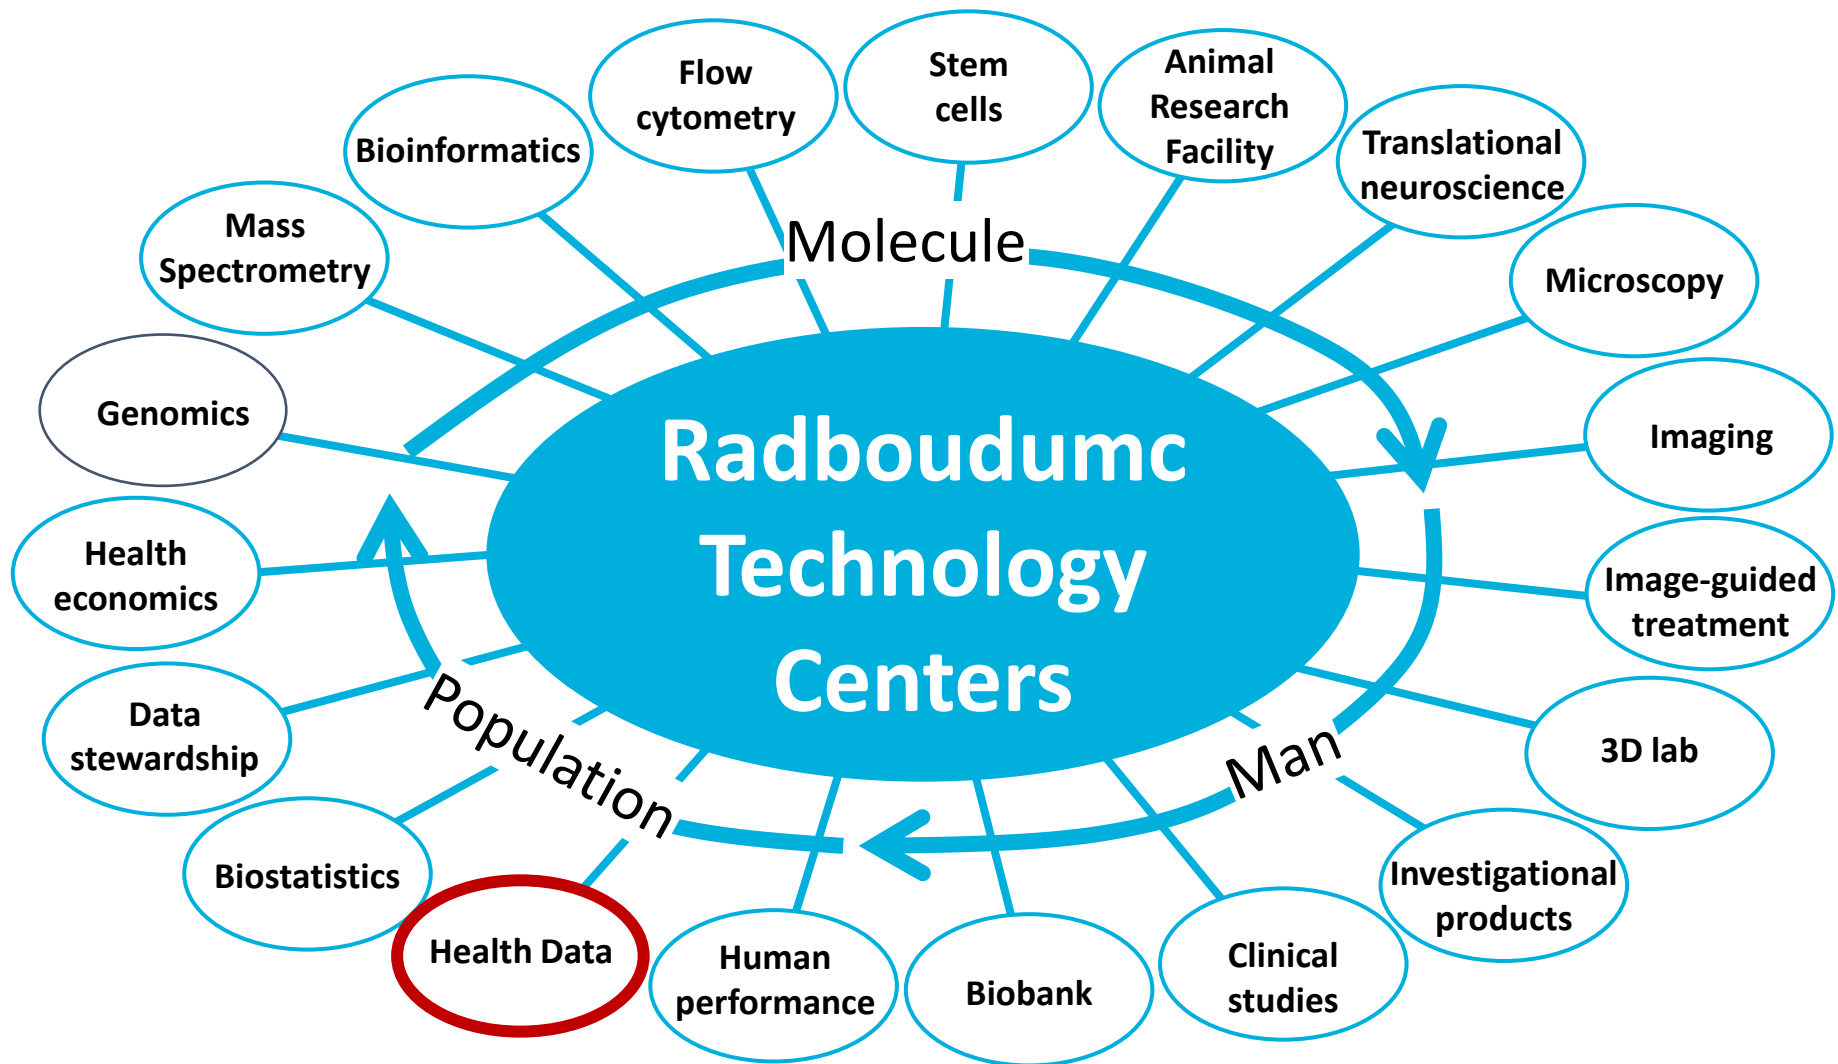 Flow
cytometry
Stem
cells
Animal
Research
Facility
Translational
neuroscience
Bioinformatics
Mass
Spectrometry
Molecule
Microscopy
Genomics
Imaging
Radboudumc
Technology
Centers
Health
economics
Image-guided
treatment
Data
stewardship
Population
Man
3D lab
Biostatistics
Investigational
products
Health Data
Human
performance
Biobank
Clinical
studies